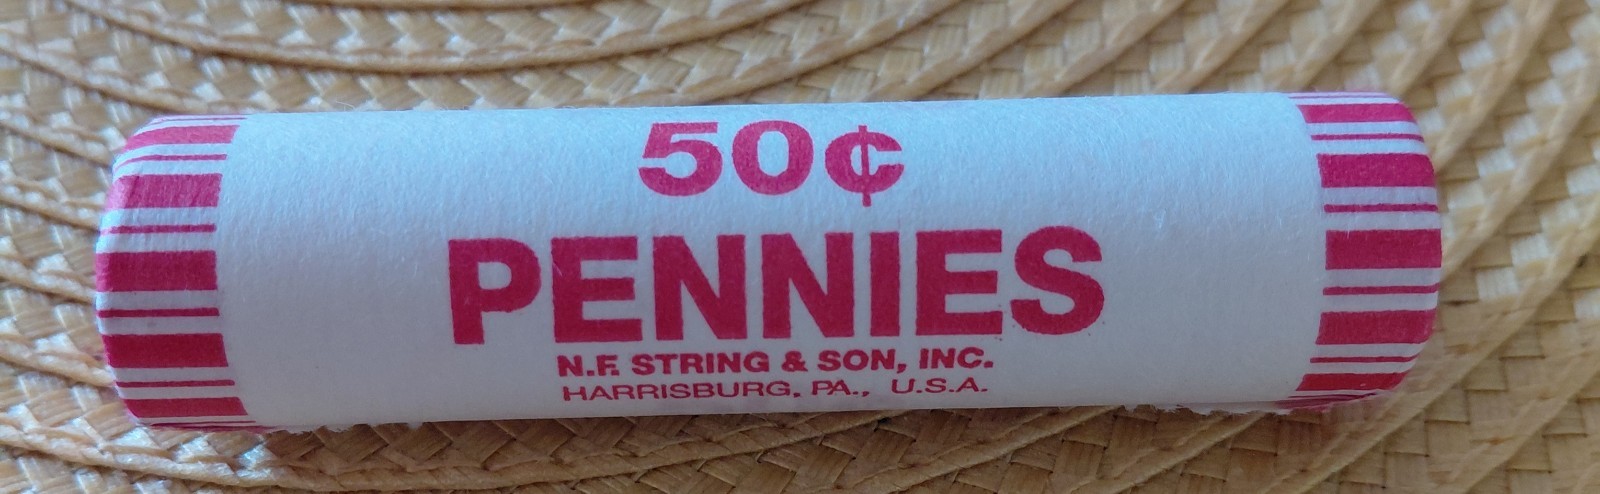 50¢
PENNIES
N.F. STRING & SON, INC.
HARRISBURG, PA., U.S.A.